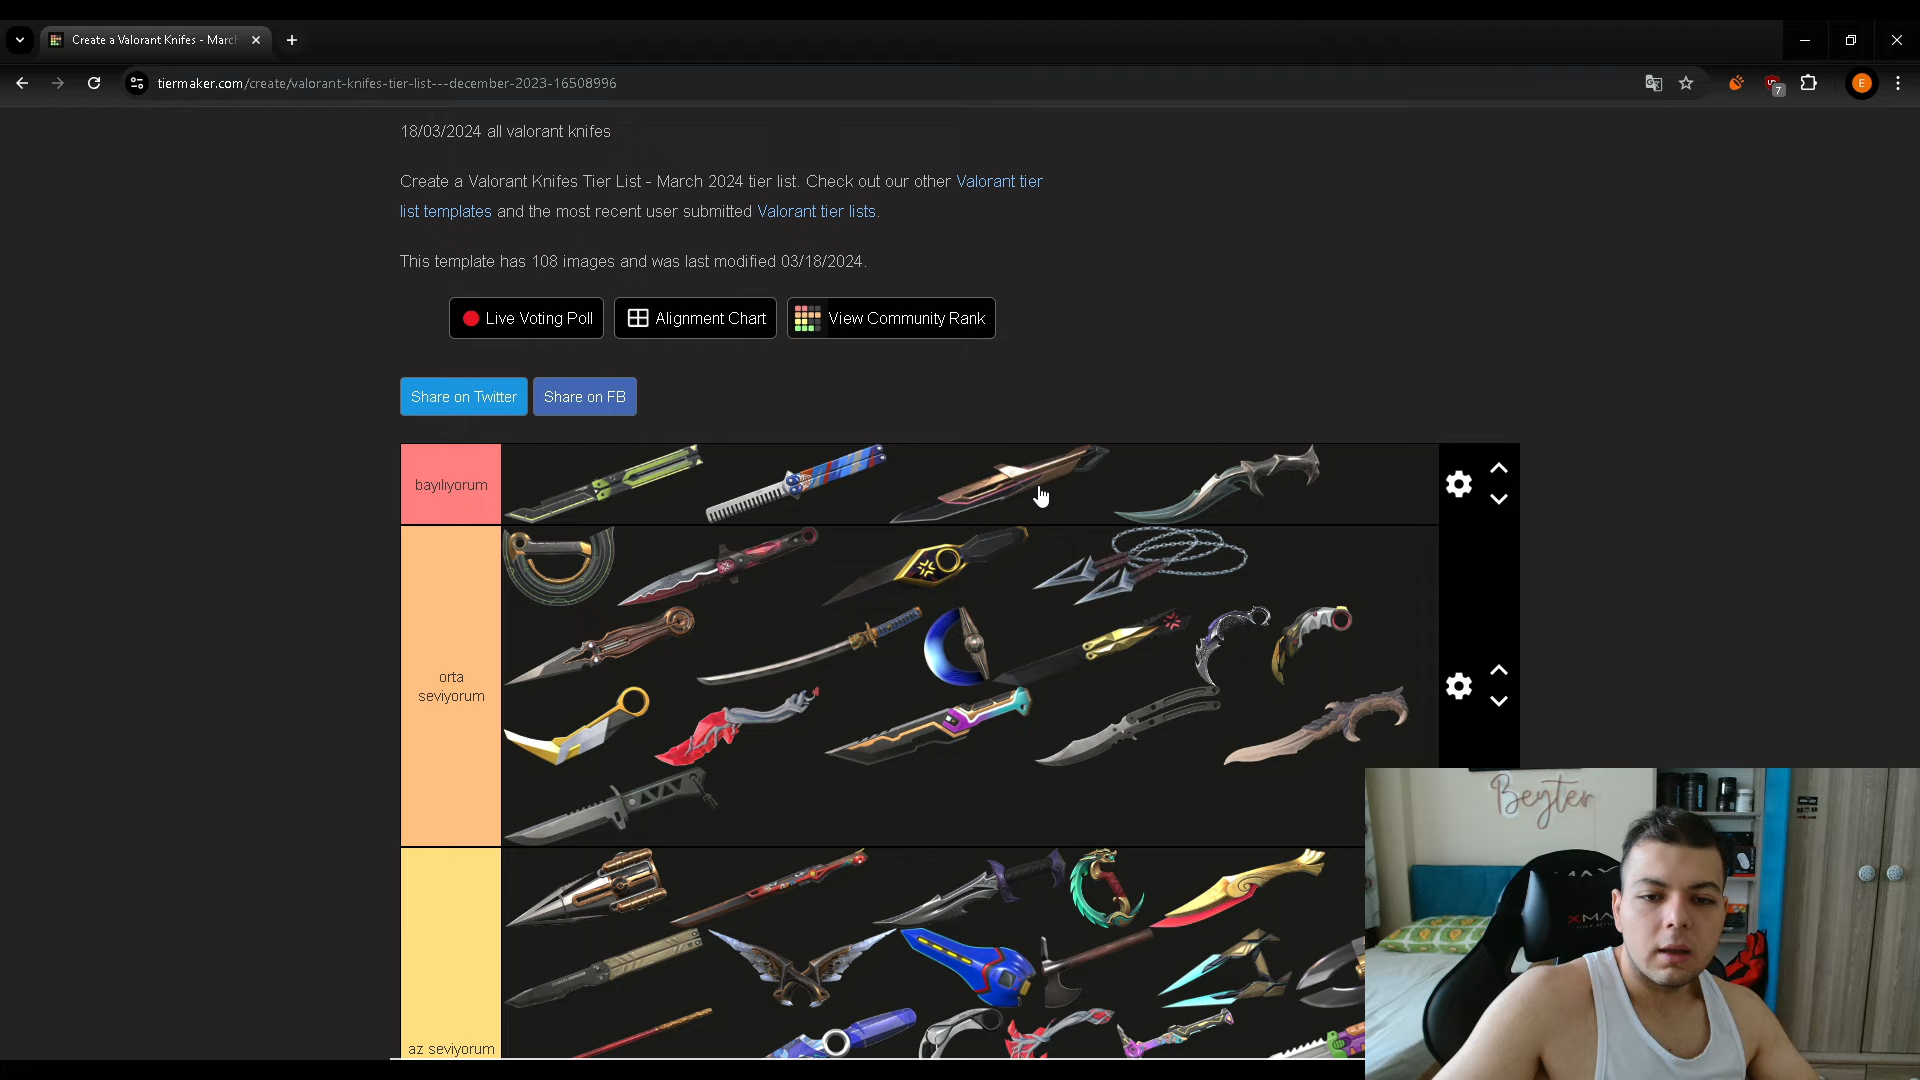 Create a Valorant Knifes - Marc
tiermaker.com/create/valorant-knifes-tier-list---december-2023-16508996
7
E
18/03/2024 all valorant knifes
Create a Valorant Knifes Tier List - March 2024 tier list. Check out our other Valorant tier
list templates and the most recent user submitted Valorant tier lists.
This template has 108 images and was last modified 03/18/2024.
Live Voting Poll
Alignment Chart
View Community Rank
Share on Twitter
Share on FB
bayılıyorum
orta
seviyorum
az seviyorum
Beyter